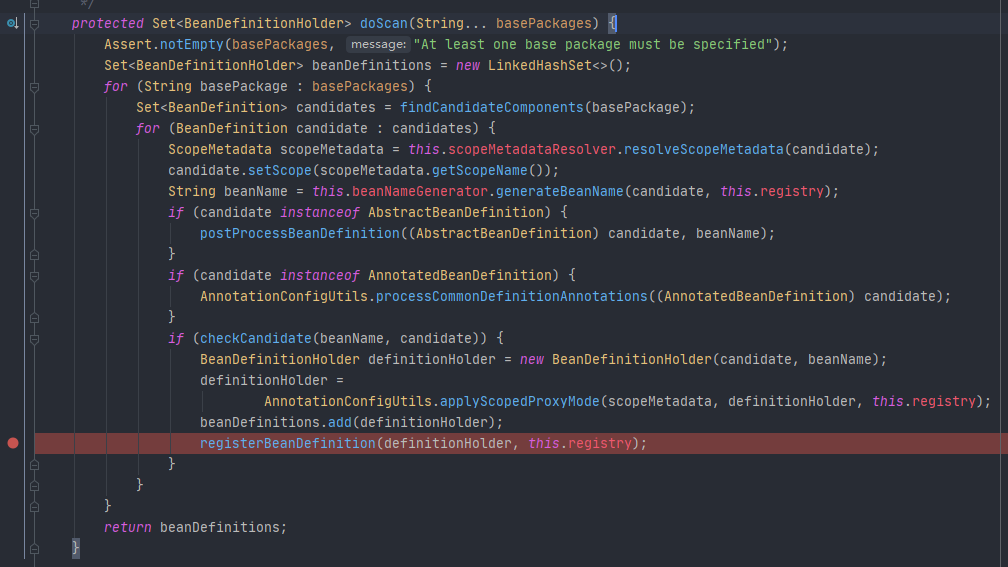 */
protected Set<BeanDefinitionHolder> doScan(String... basePackages) {
Assert.notEmpty(basePackages, message: "At least one base package must be specified");
Set<BeanDefinitionHolder> beanDefinitions = new LinkedHashSet<>();
for (String basePackage : basePackages) {
Set<BeanDefinition> candidates = findCandidateComponents(basePackage);
for (BeanDefinition candidate : candidates) {
ScopeMetadata scopeMetadata = this.scopeMetadataResolver.resolveScopeMetadata(candidate);
candidate.setScope(scopeMetadata.getScopeName());
String beanName = this.beanNameGenerator.generateBeanName(candidate, this.registry);
if (candidate instanceof AbstractBeanDefinition) {
postProcessBeanDefinition((AbstractBeanDefinition) candidate, beanName);
}
if (candidate instanceof AnnotatedBeanDefinition) {
AnnotationConfigUtils.processCommonDefinitionAnnotations((AnnotatedBeanDefinition) candidate);
}
if (checkCandidate(beanName, candidate)) {
BeanDefinitionHolder definitionHolder = new BeanDefinitionHolder(candidate, beanName);
definitionHolder =
AnnotationConfigUtils.applyScopedProxyMode(scopeMetadata, definitionHolder, this.registry);
beanDefinitions.add(definitionHolder);
registerBeanDefinition(definitionHolder, this.registry);
}
}
}
return beanDefinitions;
}